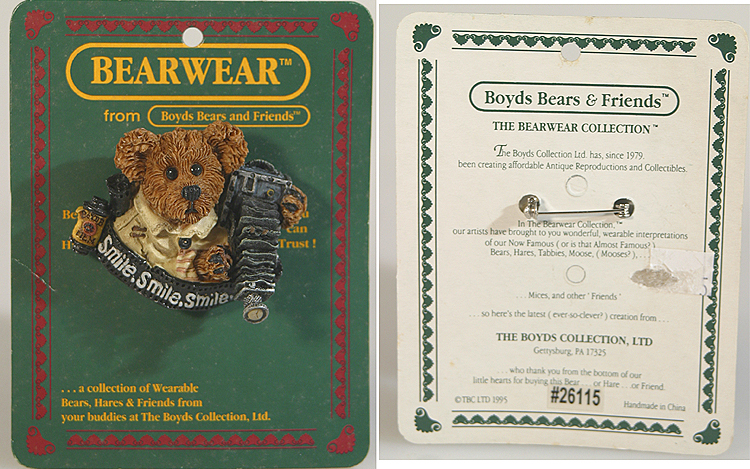 BEARWEAR™
from Boyds Bears and Friends™
Be
u
can
H
Trust !
Smile, Smile, Smile
. . . a collection of Wearable
Bears, Hares & Friends from
your buddies at The Boyds Collection, Ltd.
Boyds Bears & Friends™
THE BEARWEAR COLLECTION™
The Boyds Collection Ltd. has, since 1979,
been creating affordable Antique Reproductions and Collectibles.
In The Bearwear Collection,™
our artists have brought to you wonderful, wearable interpretations
of our Now Famous ( or is that Almost Famous? )
Bears, Hares, Tabbies, Moose, ( Mooses? ), . . .
. . . Mices, and other "Friends"
. . . so here's the latest ( ever-so-clever? ) creation from . . .
THE BOYDS COLLECTION, LTD
Gettysburg, PA 17325
. . . who thank you from the bottom of our
little hearts for buying this Bear . . . or Hare . . . or Friend.
©TBC LTD 1995
#26115
Handmade in China